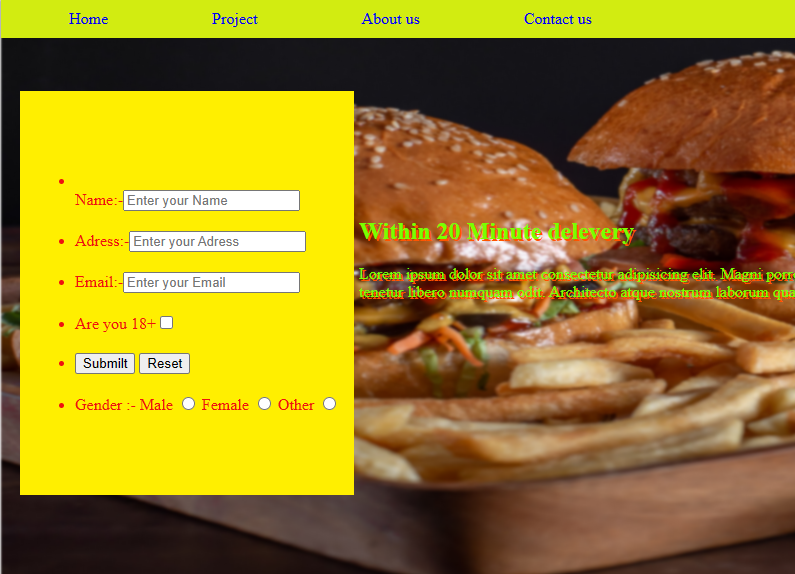 Home Project About us Contact us
Name:- Enter your Name
Adress:- Enter your Adress
Email:- Enter your Email
Are you 18+
Submilt Reset
Gender :- Male Female Other
Within 20 Minute delevery
Lorem ipsum dolor sit amet consectetur adipisicing elit. Magni porro
tenetur libero numquam odit. Architecto atque nostrum laborum qua